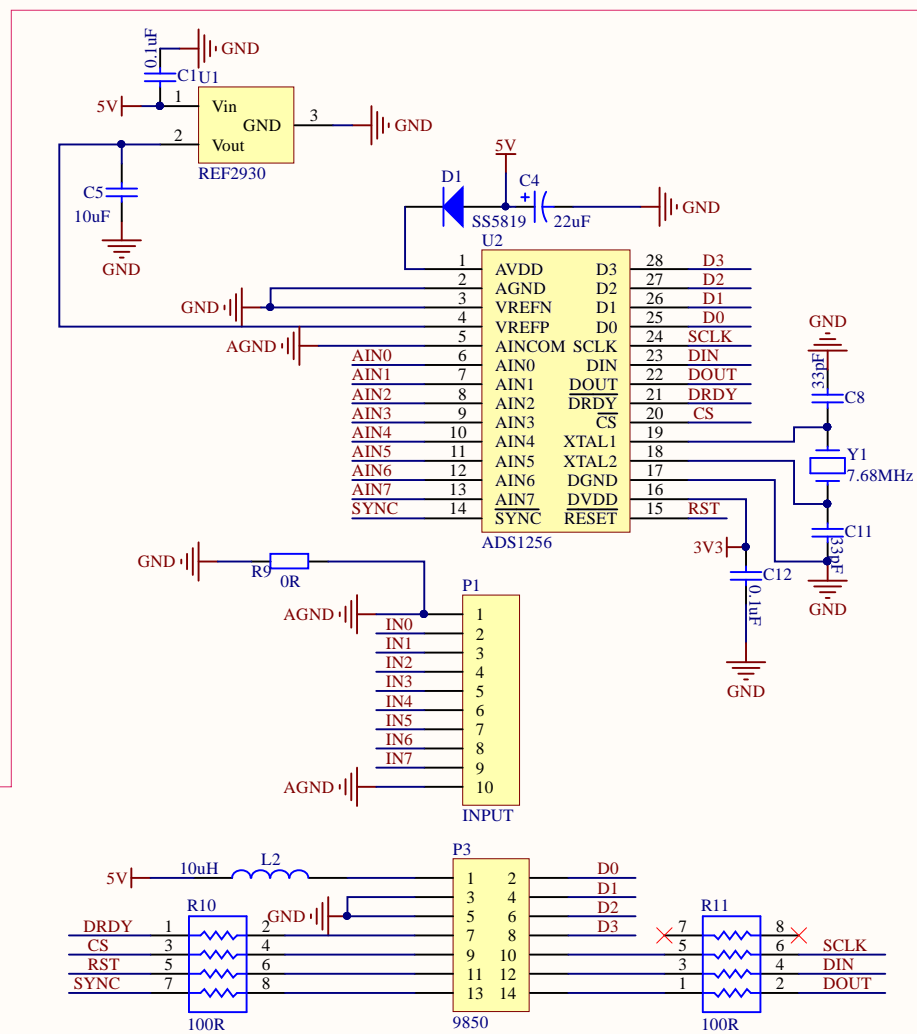 0.1uF
GND
C1 U1
5V 1 Vin
GND 3 GND
2 Vout
REF2930
C5
10uF
GND
5V
D1 C4
SS5819 22uF GND
+
U2
1 AVDD D3 28 D3
2 AGND D2 27 D2
GND 3 VREFN D1 26 D1
4 VREFP D0 25 D0
AGND 5 AINCOM SCLK 24 SCLK
AIN0 6 AIN0 DIN 23 DIN
AIN1 7 AIN1 DOUT 22 DOUT
AIN2 8 AIN2 DRDY 21 DRDY
AIN3 9 AIN3 CS 20 CS
AIN4 10 AIN4 XTAL1 19
AIN5 11 AIN5 XTAL2 18
AIN6 12 AIN6 DGND 17
AIN7 13 AIN7 DVDD 16
SYNC 14 SYNC RESET 15 RST
ADS1256
GND
33pF
C8
Y1
7.68MHz
C11
33pF
GND
3V3
C12
0.1uF
GND
GND R9 0R
P1
AGND 1
IN0 2
IN1 3
IN2 4
IN3 5
IN4 6
IN5 7
IN6 8
IN7 9
AGND 10
INPUT
P3
5V 10uH L2 1 2 D0
3 4 D1
GND 5 6 D2
R10 R11
DRDY 1 2 7 8 D3 7 8
CS 3 4 9 10 5 6 SCLK
RST 5 6 11 12 3 4 DIN
SYNC 7 8 13 14 1 2 DOUT
100R 9850 100R